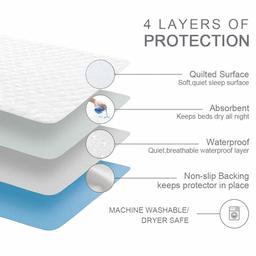 4 LAYERS OF
PROTECTION
Quilted Surface
Soft,quiet sleep surface
Absorbent
Keeps beds dry all night
Waterproof
Quiet,breathable waterproof layer
Non-slip Backing
keeps protector in place
MACHINE WASHABLE/
DRYER SAFE